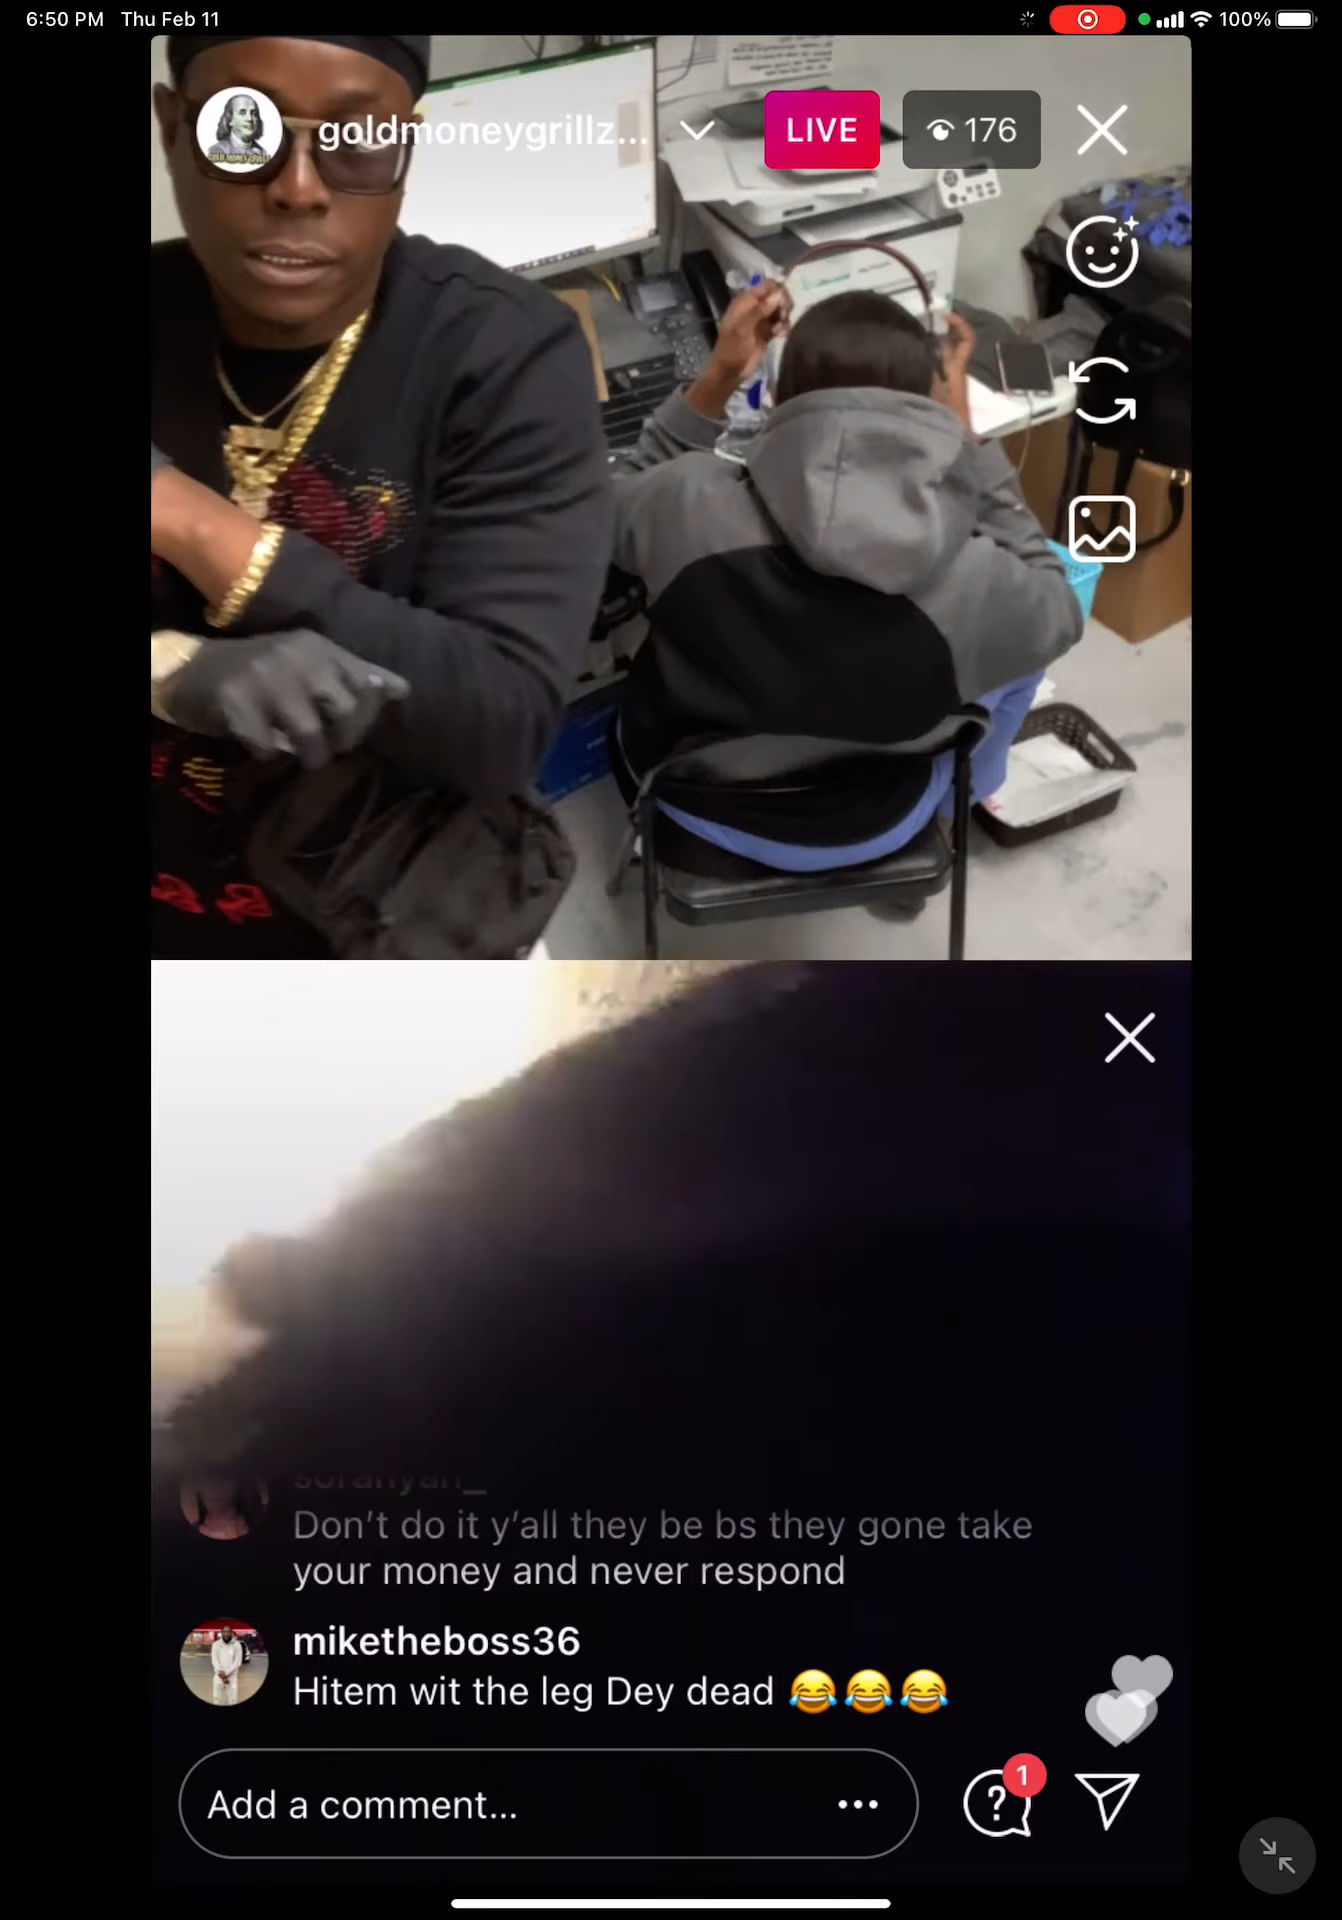 6:50 PM Thu Feb 11
100%
goldmoneygrillz...
LIVE
176
soranyah_
Don't do it y'all they be bs they gone take
your money and never respond
miketheboss36
Hitem wit the leg Dey dead 😂😂😂
Add a comment...
1